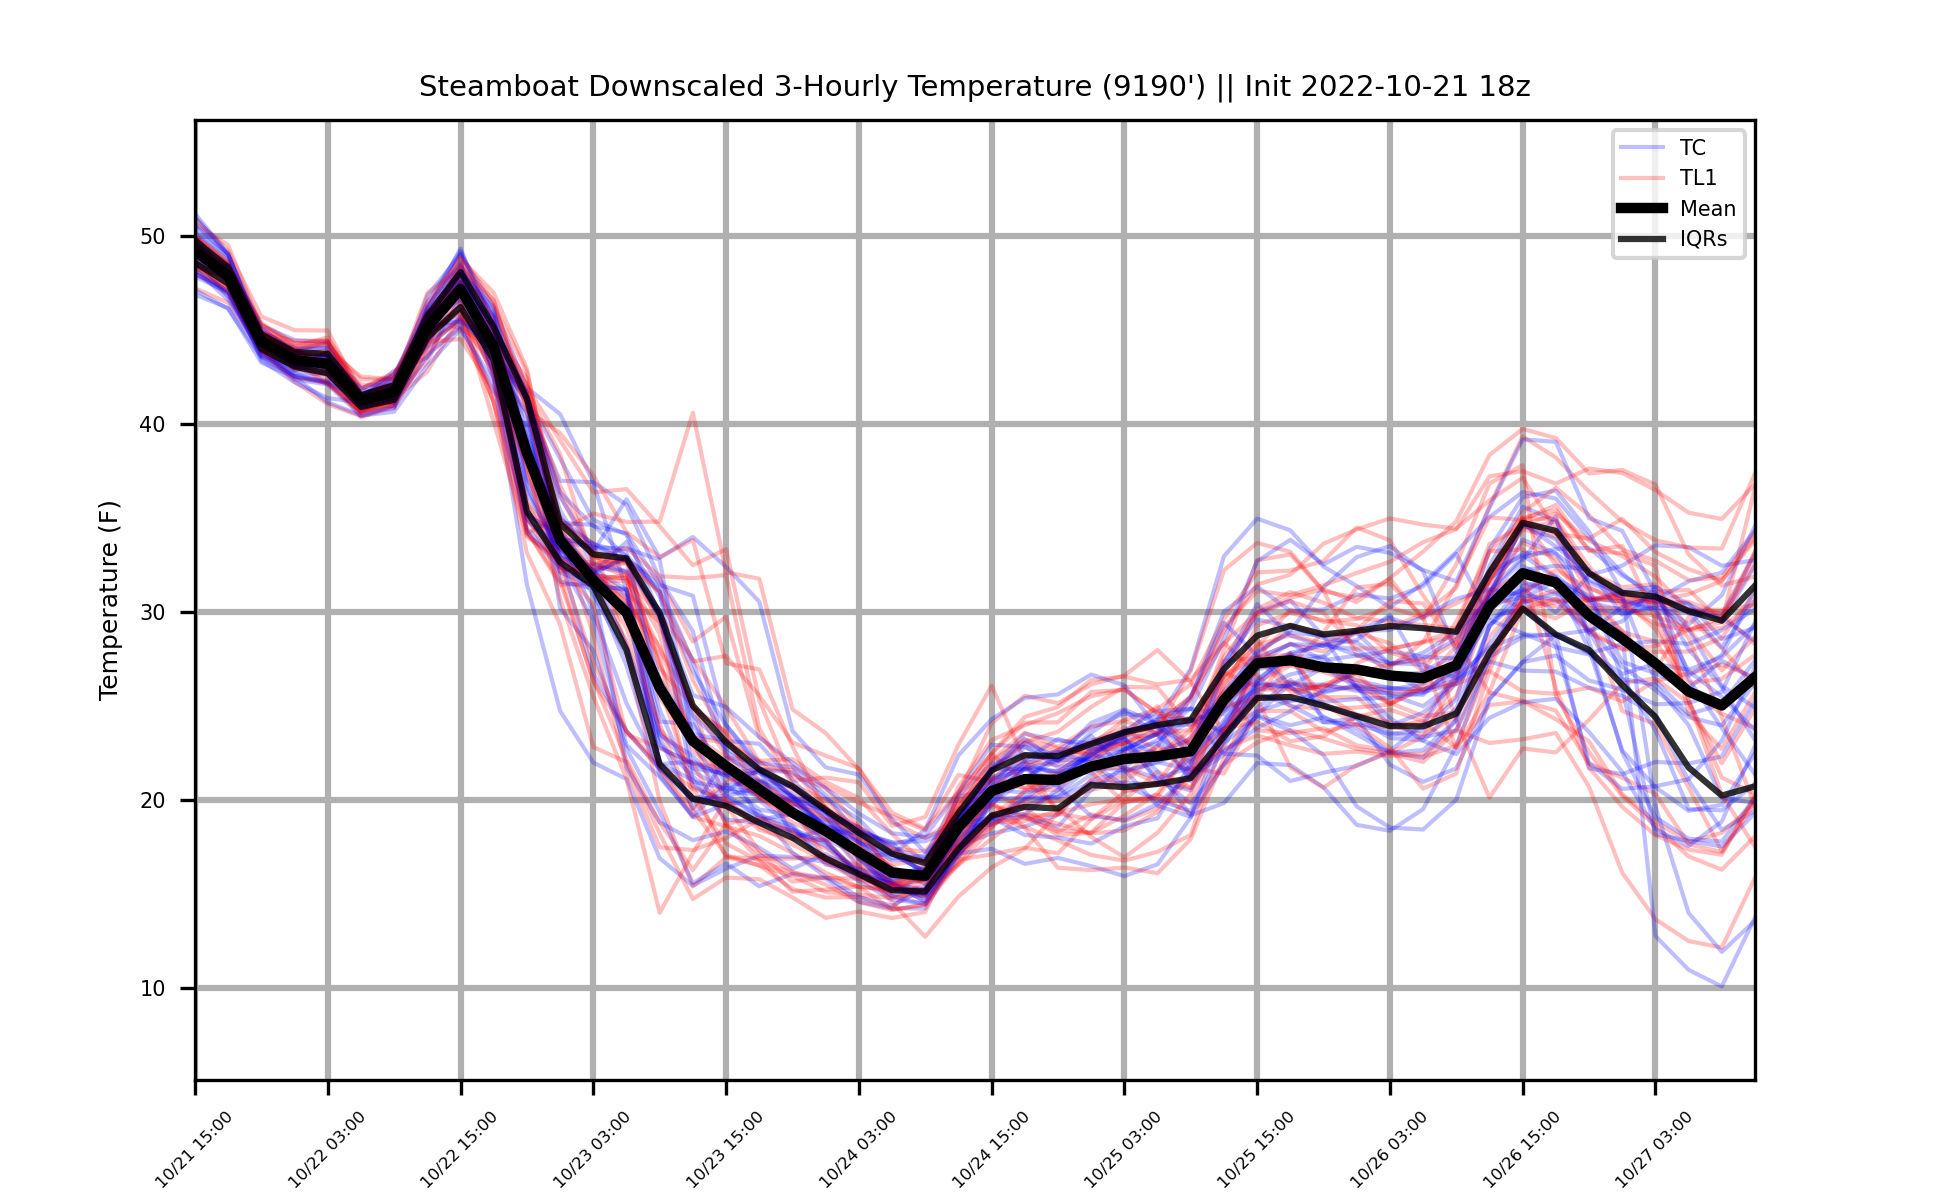 Steamboat Downscaled 3-Hourly Temperature (9190') || Init 2022-10-21 18z
TC
TL1
Mean
IQRs
Temperature (F)
50
40
30
20
10
10/21 15:00
10/22 03:00
10/22 15:00
10/23 03:00
10/23 15:00
10/24 03:00
10/24 15:00
10/25 03:00
10/25 15:00
10/26 03:00
10/26 15:00
10/27 03:00